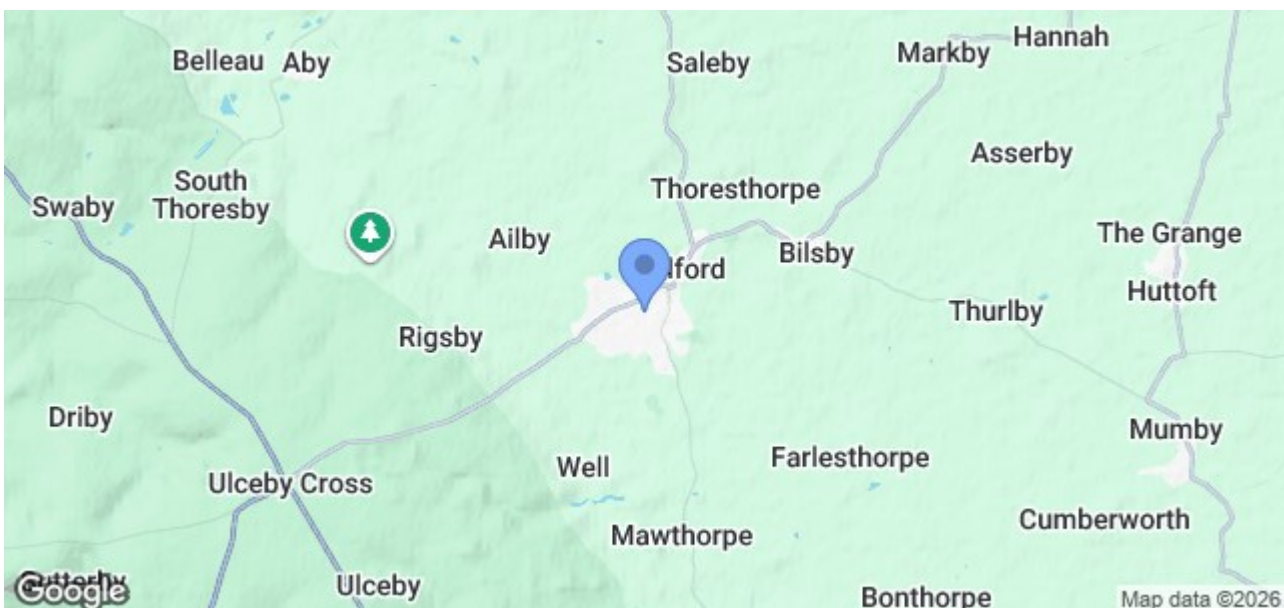 Hannah
Markby
Belleau
Aby
Saleby
Asserby
South
Thoresby
Thoresthorpe
Swaby
Ailby
The Grange
Bilsby
lford
Huttoft
Thurlby
Rigsby
Driby
Mumby
Well
Farlesthorpe
Ulceby Cross
Cumberworth
Mawthorpe
Ulceby
Google
Bonthorpe
Map data ©2026